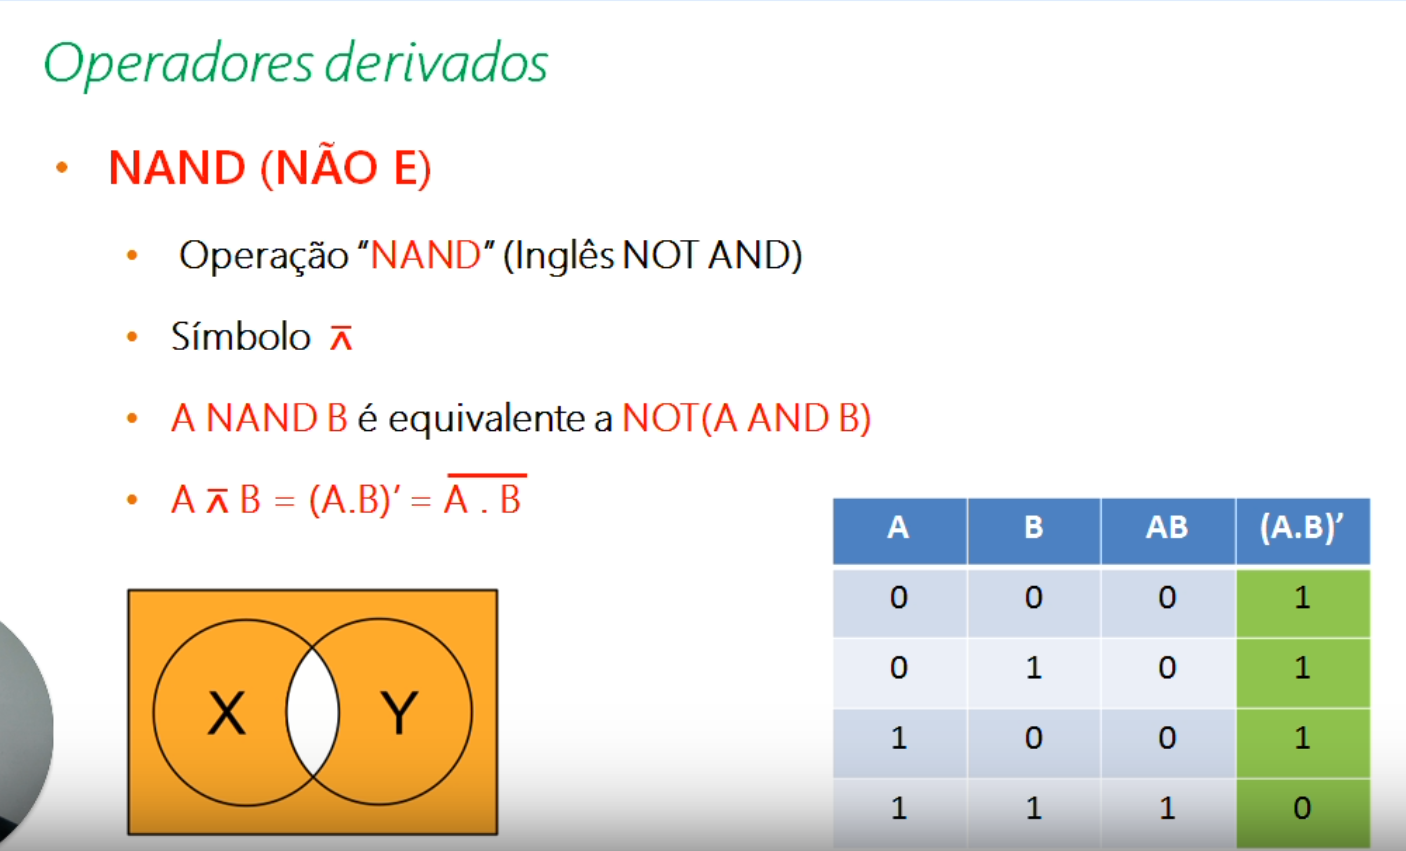 Operadores derivados
• NAND (NÃO E)
• Operação “NAND” (Inglês NOT AND)
• Símbolo ⊼
• A NAND B é equivalente a NOT(A AND B)
• A ⊼ B = (A.B)’ = A̅ ̅.̅ ̅B̅
X Y
A B AB (A.B)’
0 0 0 1
0 1 0 1
1 0 0 1
1 1 1 0